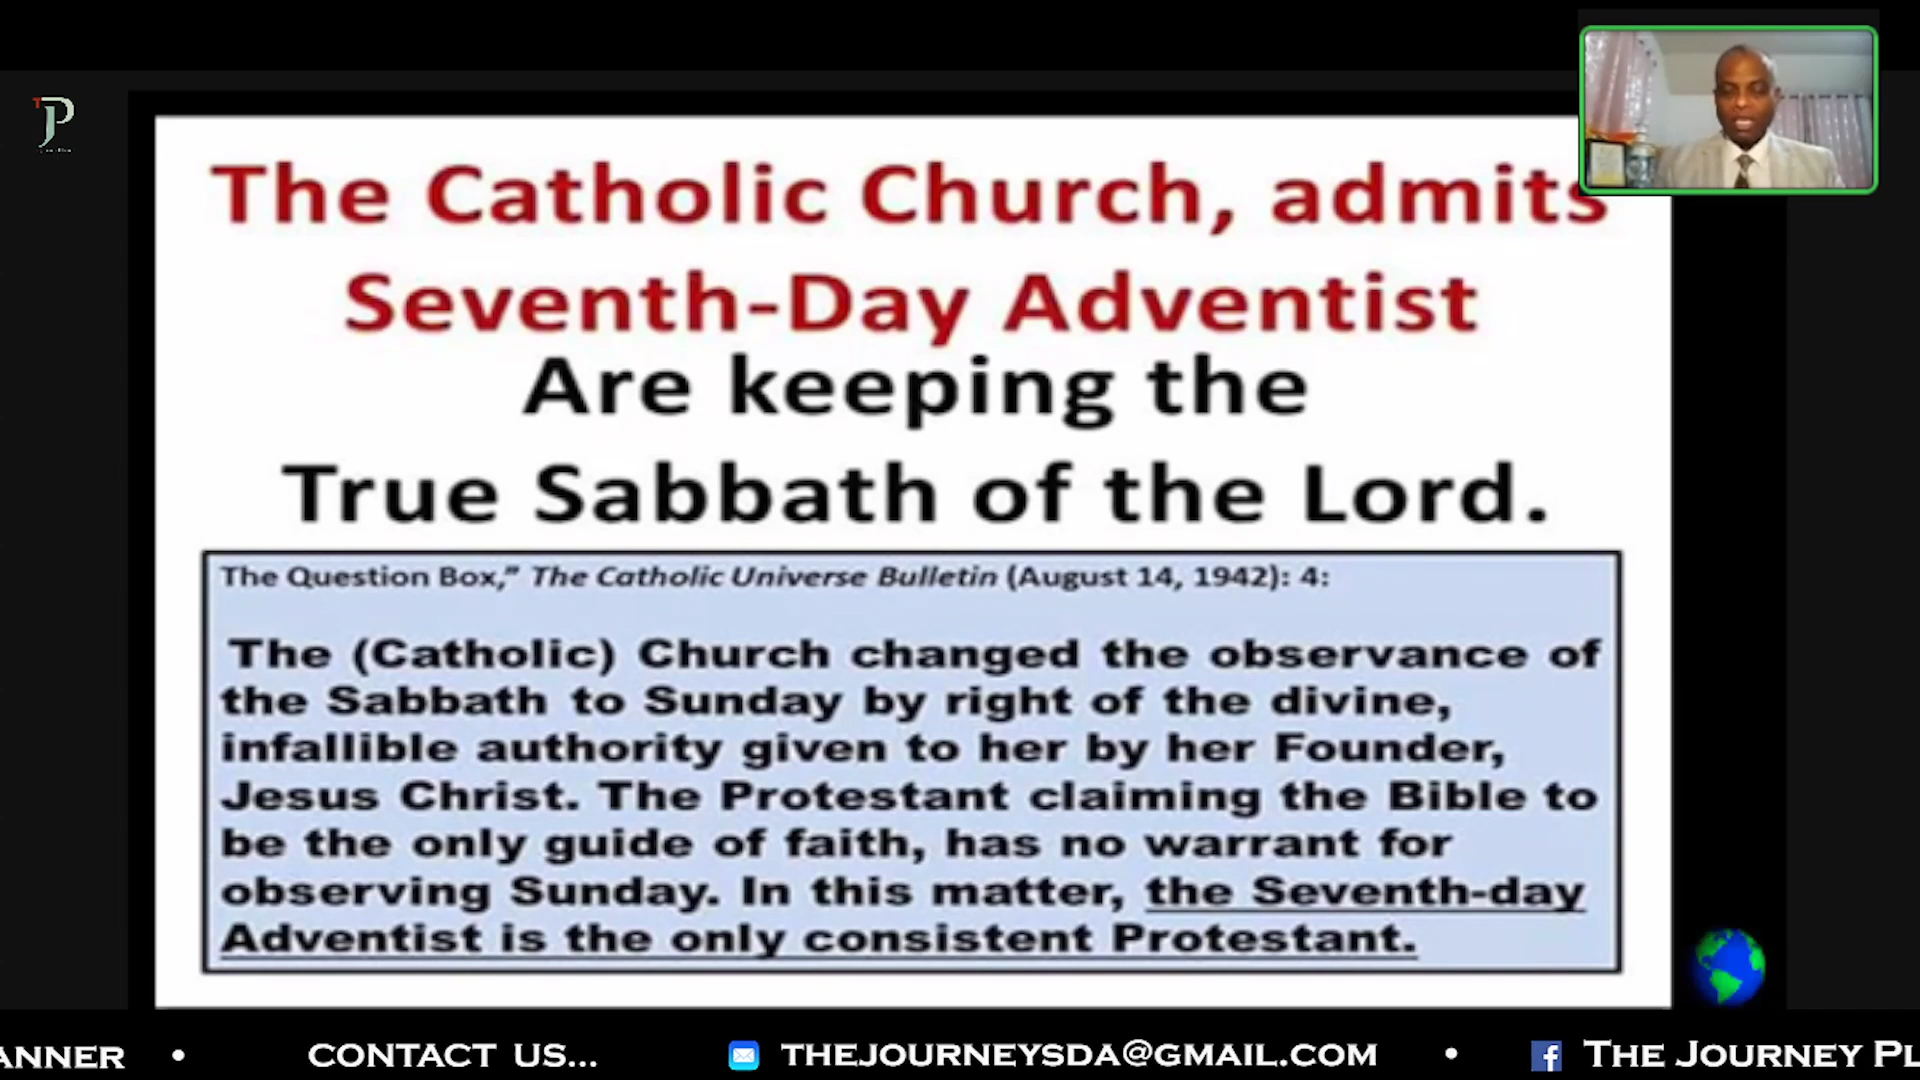 The Catholic Church, admits
Seventh-Day Adventist
Are keeping the
True Sabbath of the Lord.
The Question Box,” The Catholic Universe Bulletin (August 14, 1942): 4:
The (Catholic) Church changed the observance of
the Sabbath to Sunday by right of the divine,
infallible authority given to her by her Founder,
Jesus Christ. The Protestant claiming the Bible to
be the only guide of faith, has no warrant for
observing Sunday. In this matter, the Seventh-day
Adventist is the only consistent Protestant.
ANNER • CONTACT US... THEJOURNEYSDA@GMAIL.COM • THE JOURNEY PL